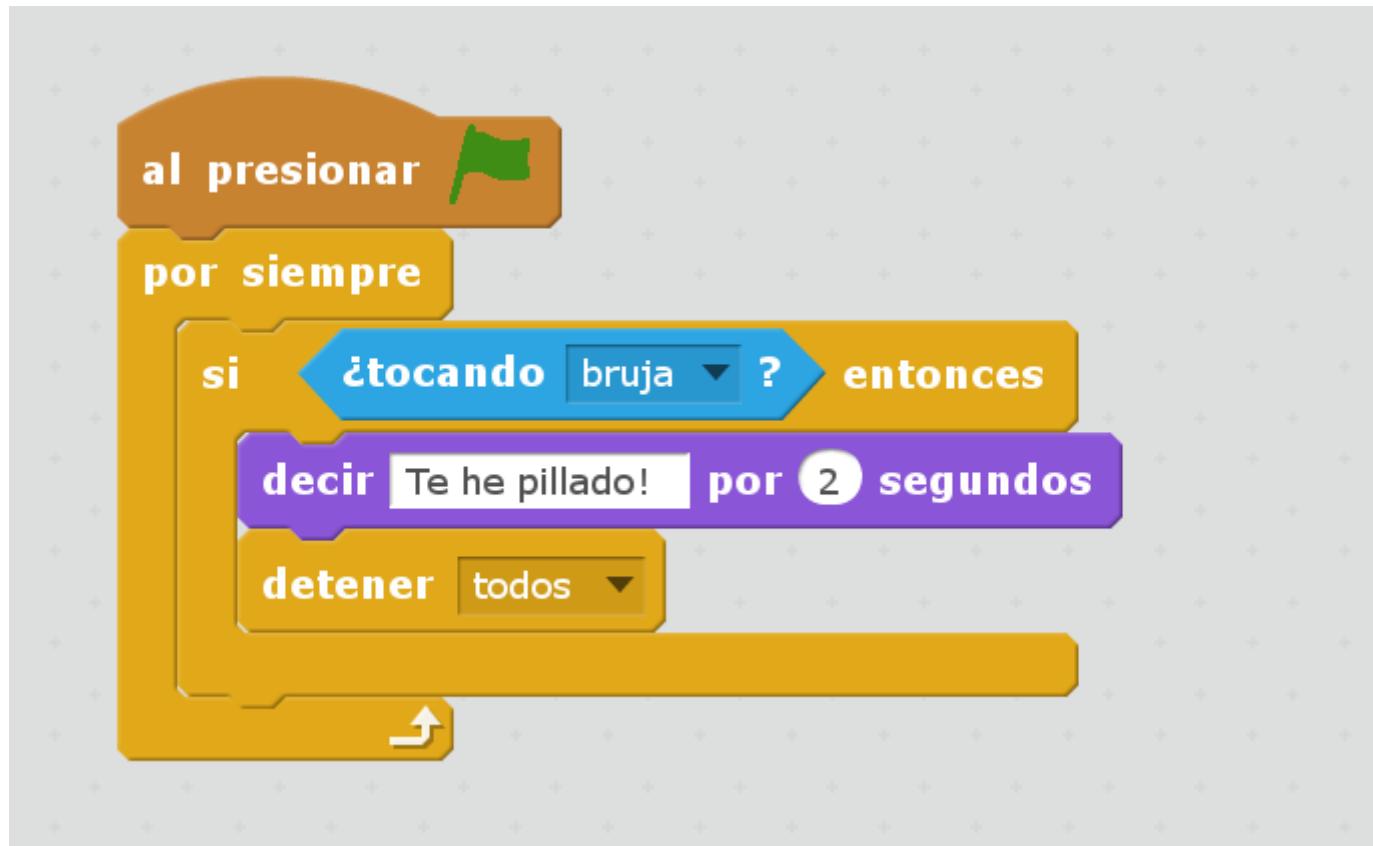 al presionar
por siempre
si ¿tocando bruja ? entonces
decir Te he pillado! por 2 segundos
detener todos